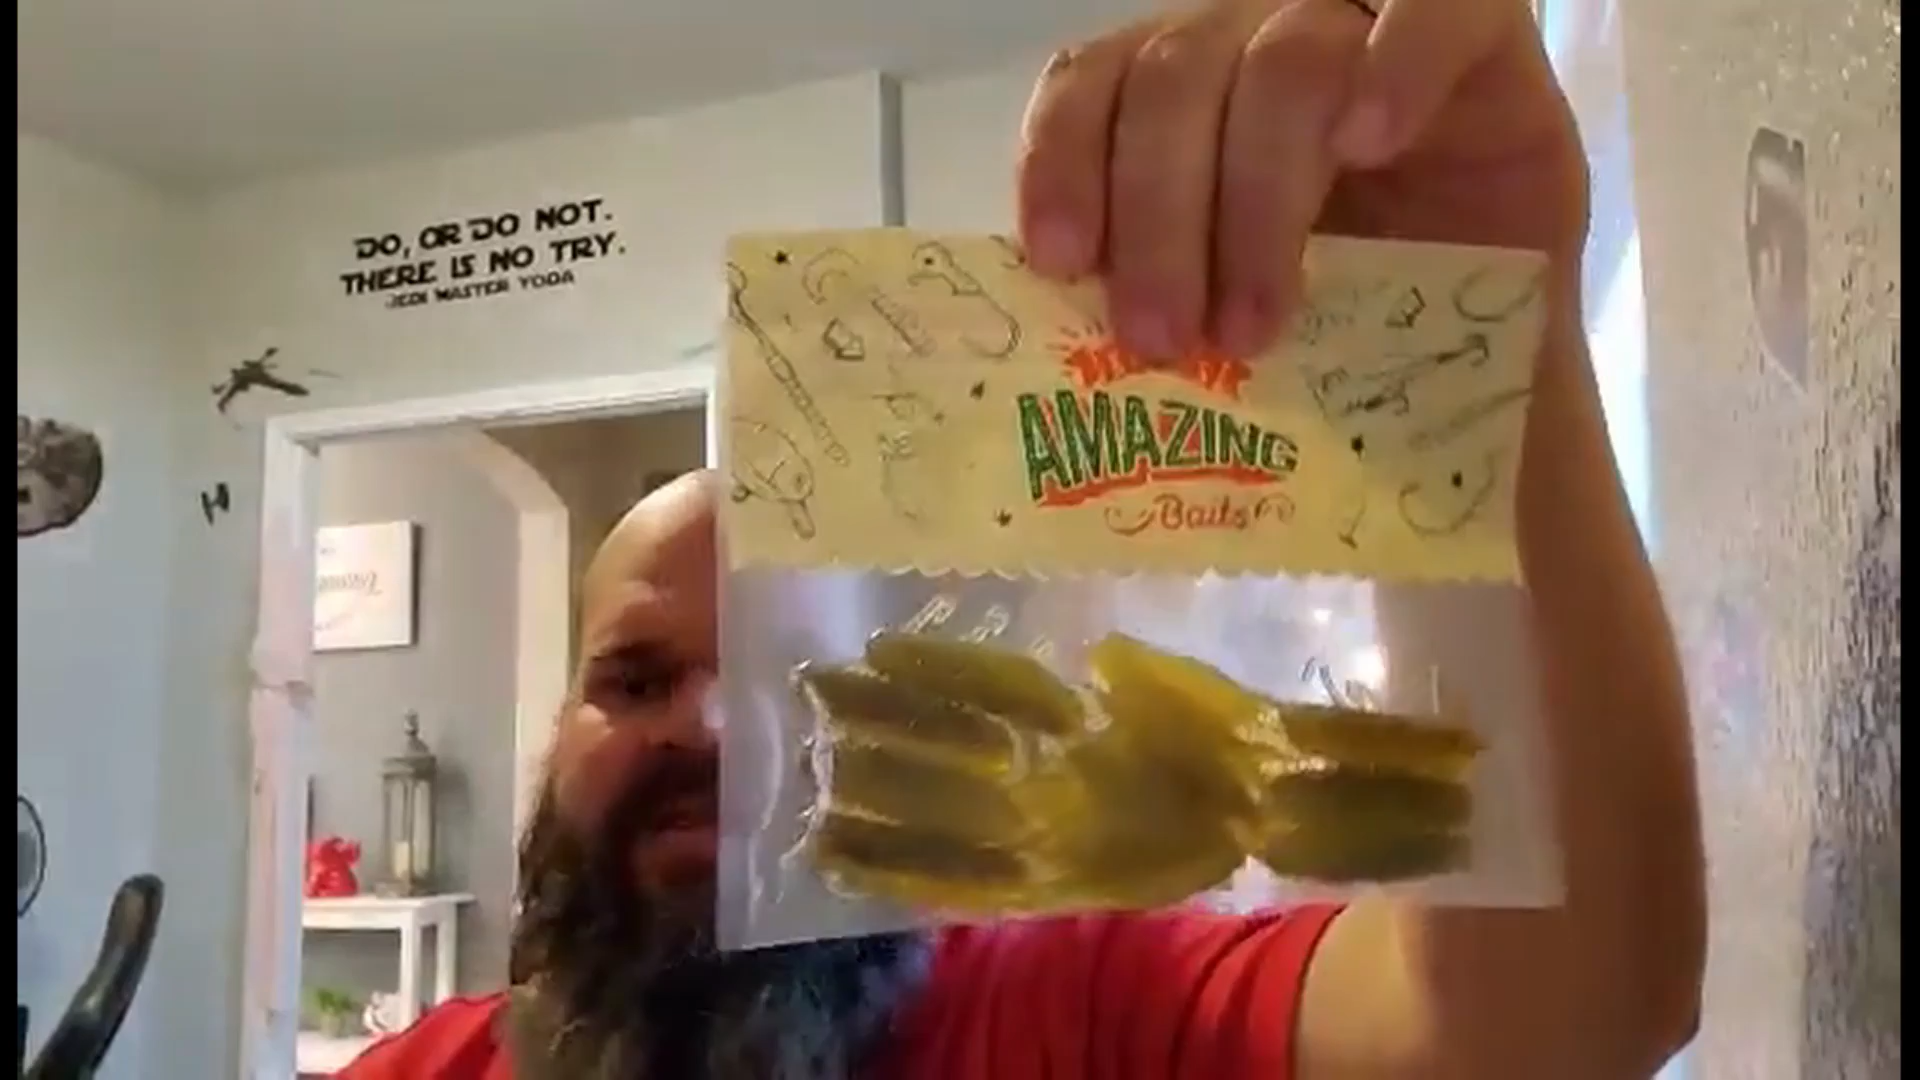 DO, OR DO NOT.
THERE IS NO TRY.
JEDI MASTER YODA
AMAZING
Baits